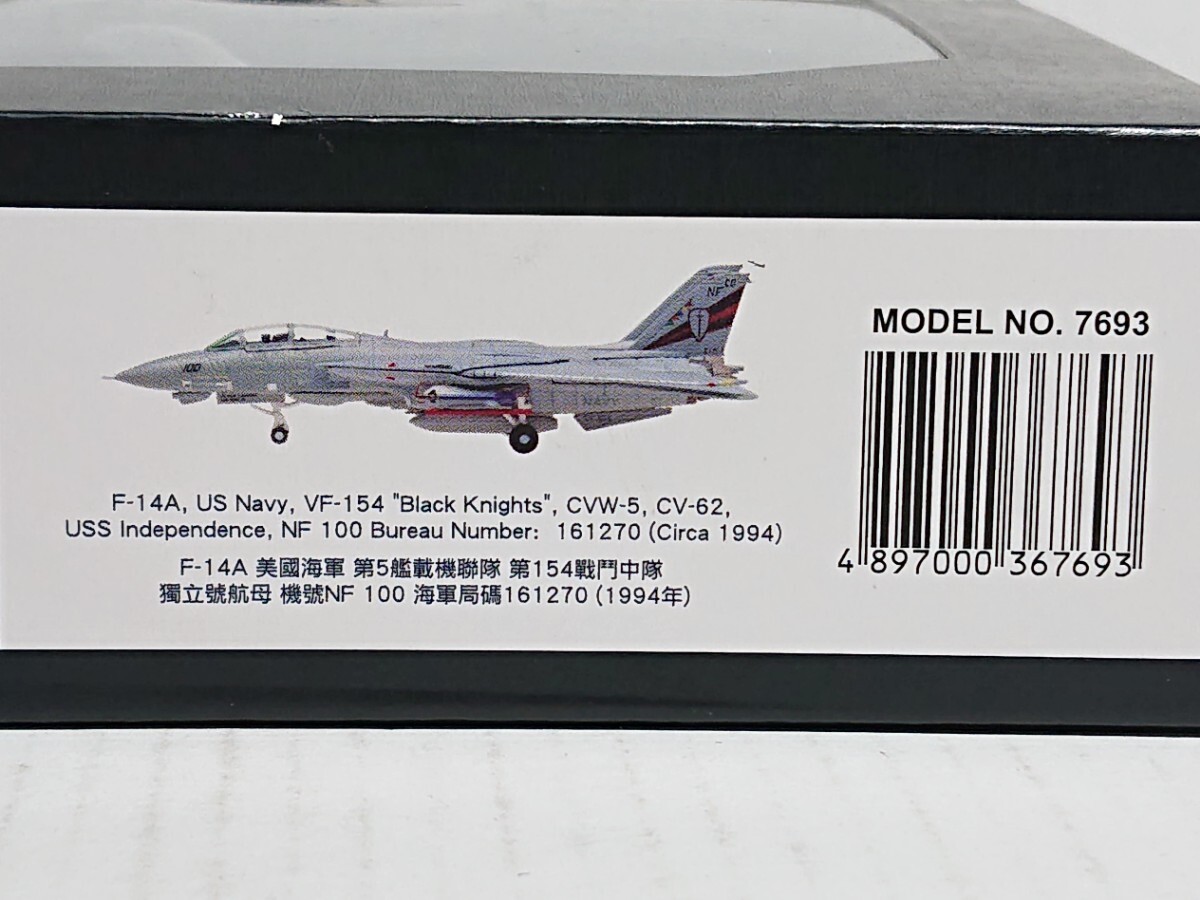 NF
100
MODEL NO. 7693
F-14A, US Navy, VF-154 "Black Knights", CVW-5, CV-62,
USS Independence, NF 100 Bureau Number: 161270 (Circa 1994)
F-14A 美國海軍 第5艦載機聯隊 第154戰鬥中隊
獨立號航母 機號NF 100 海軍局碼161270 (1994年)
4 897000 367693